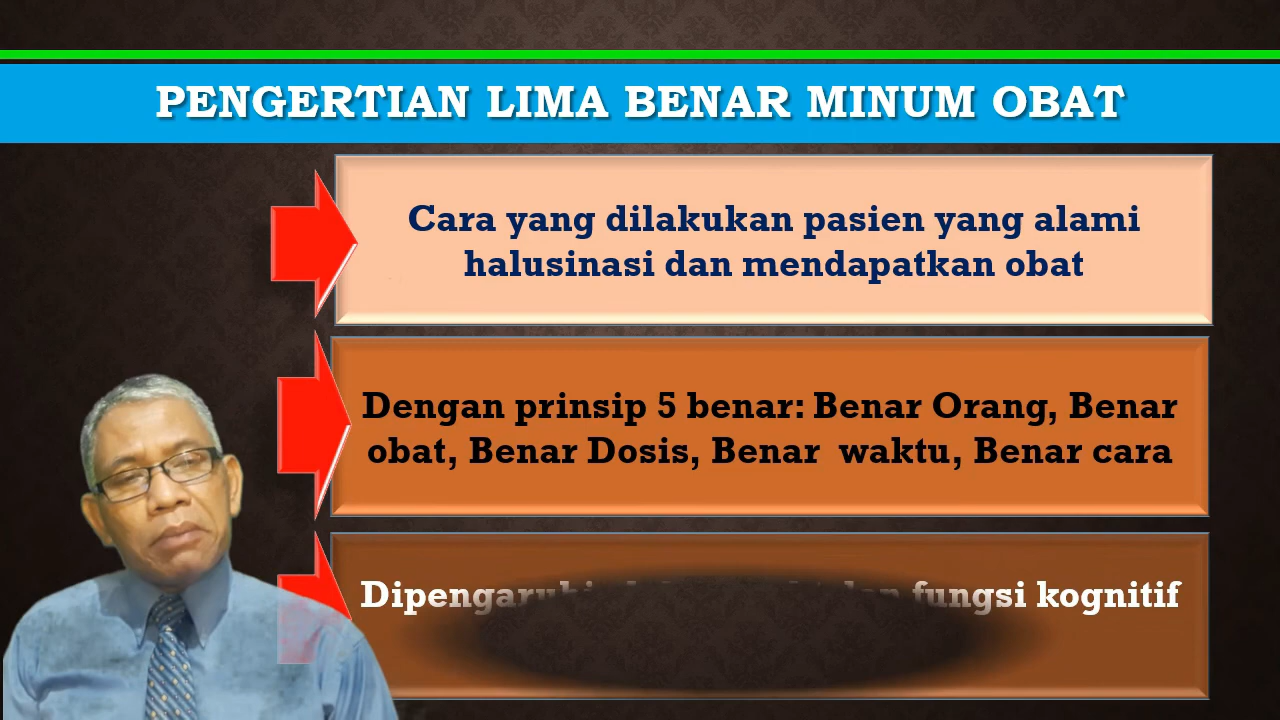 PENGERTIAN LIMA BENAR MINUM OBAT
Cara yang dilakukan pasien yang alami
halusinasi dan mendapatkan obat
Dengan prinsip 5 benar: Benar Orang, Benar
obat, Benar Dosis, Benar waktu, Benar cara
Dipengaruhi fungsi kognitif